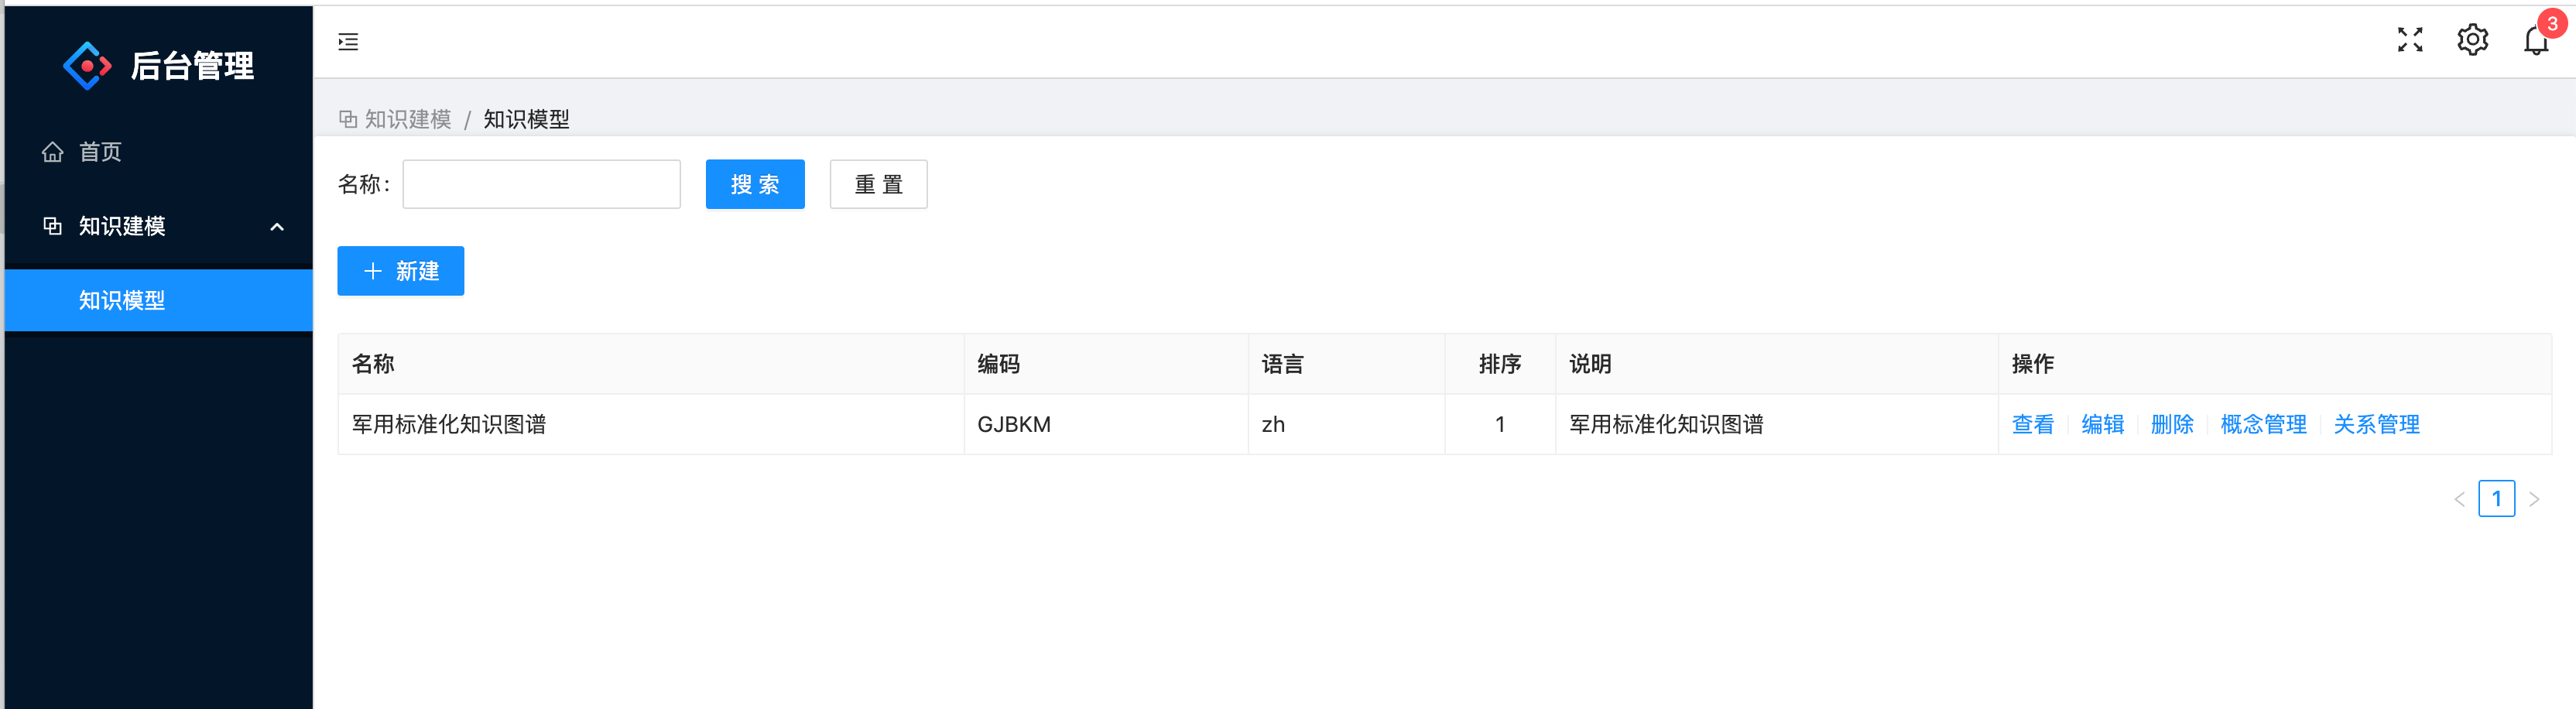 后台管理
3
首页
知识建模
知识模型
知识建模 / 知识模型
名称: 搜 索 重 置
新建
名称 编码 语言 排序 说明 操作
军用标准化知识图谱 GJBKM zh 1 军用标准化知识图谱 查看 编辑 删除 概念管理 关系管理
1